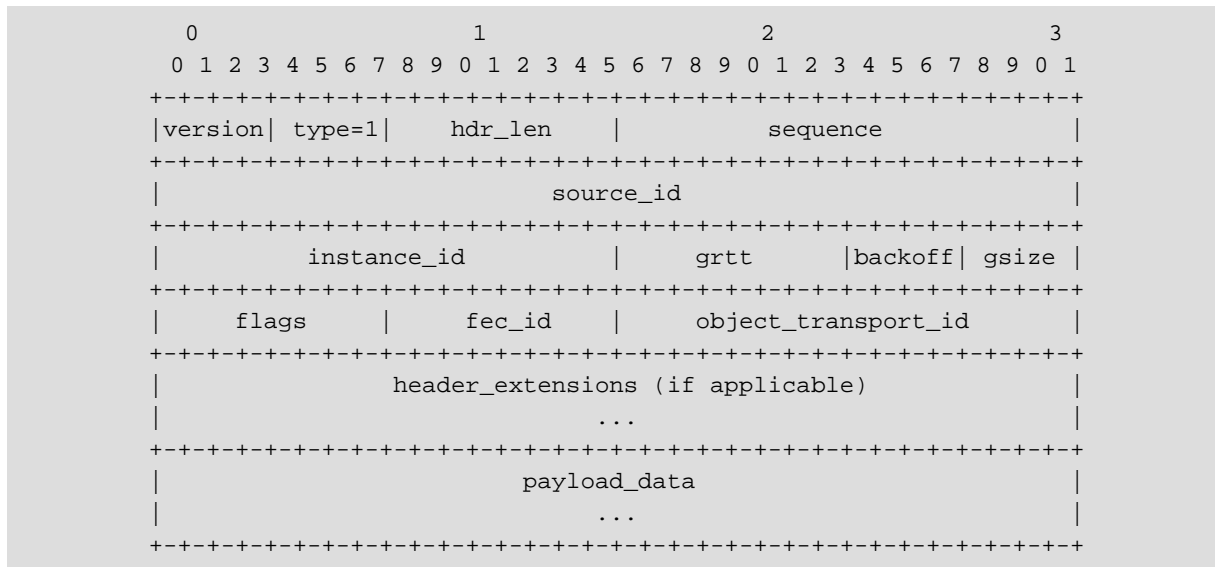 0                   1                   2                   3
0 1 2 3 4 5 6 7 8 9 0 1 2 3 4 5 6 7 8 9 0 1 2 3 4 5 6 7 8 9 0 1
+-+-+-+-+-+-+-+-+-+-+-+-+-+-+-+-+-+-+-+-+-+-+-+-+-+-+-+-+-+-+-+-+
|version| type=1|    hdr_len    |          sequence             |
+-+-+-+-+-+-+-+-+-+-+-+-+-+-+-+-+-+-+-+-+-+-+-+-+-+-+-+-+-+-+-+-+
|                           source_id                           |
+-+-+-+-+-+-+-+-+-+-+-+-+-+-+-+-+-+-+-+-+-+-+-+-+-+-+-+-+-+-+-+-+
|          instance_id          |     grtt      |backoff| gsize |
+-+-+-+-+-+-+-+-+-+-+-+-+-+-+-+-+-+-+-+-+-+-+-+-+-+-+-+-+-+-+-+-+
|     flags     |     fec_id    |     object_transport_id       |
+-+-+-+-+-+-+-+-+-+-+-+-+-+-+-+-+-+-+-+-+-+-+-+-+-+-+-+-+-+-+-+-+
|                header_extensions (if applicable)              |
|                              ...                              |
+-+-+-+-+-+-+-+-+-+-+-+-+-+-+-+-+-+-+-+-+-+-+-+-+-+-+-+-+-+-+-+-+
|                         payload_data                          |
|                              ...                              |
+-+-+-+-+-+-+-+-+-+-+-+-+-+-+-+-+-+-+-+-+-+-+-+-+-+-+-+-+-+-+-+-+